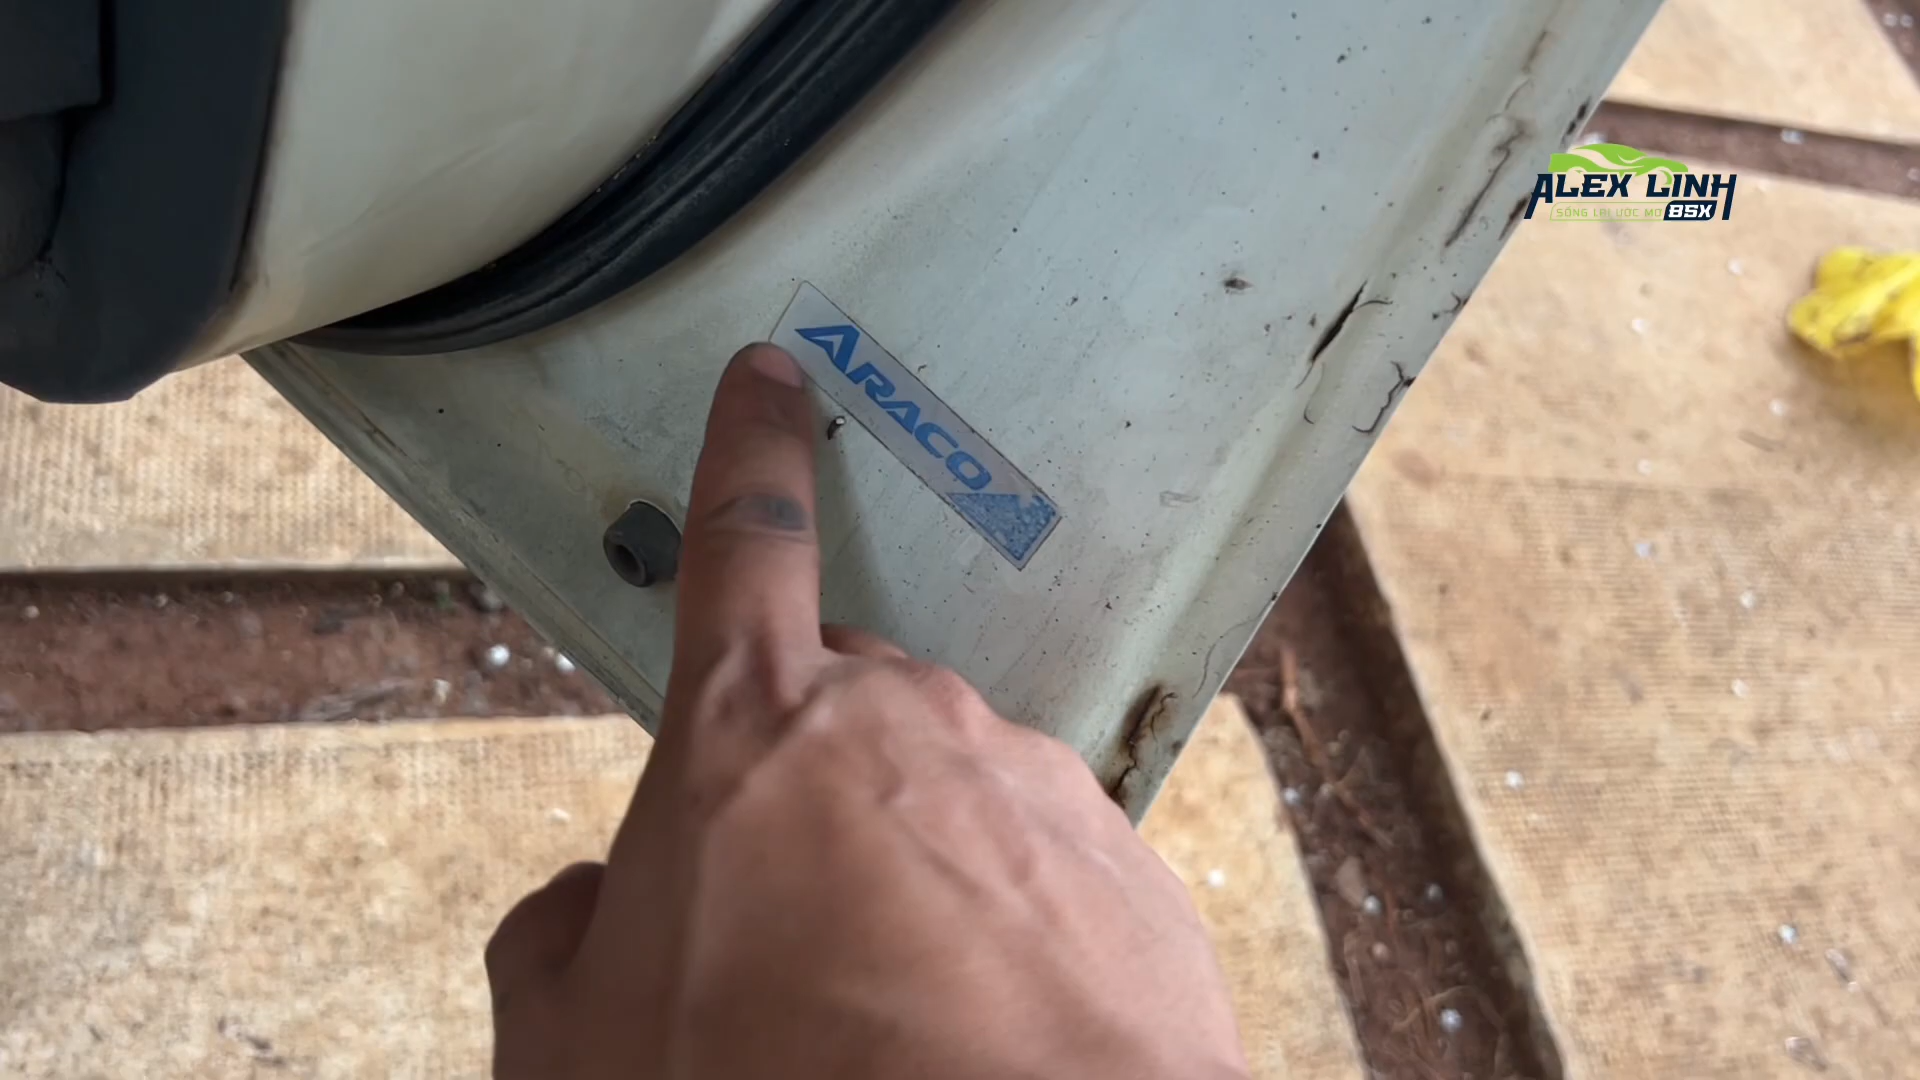 ARACO
ALEX LINH
SỐNG LẠI ƯỚC MƠ 85X